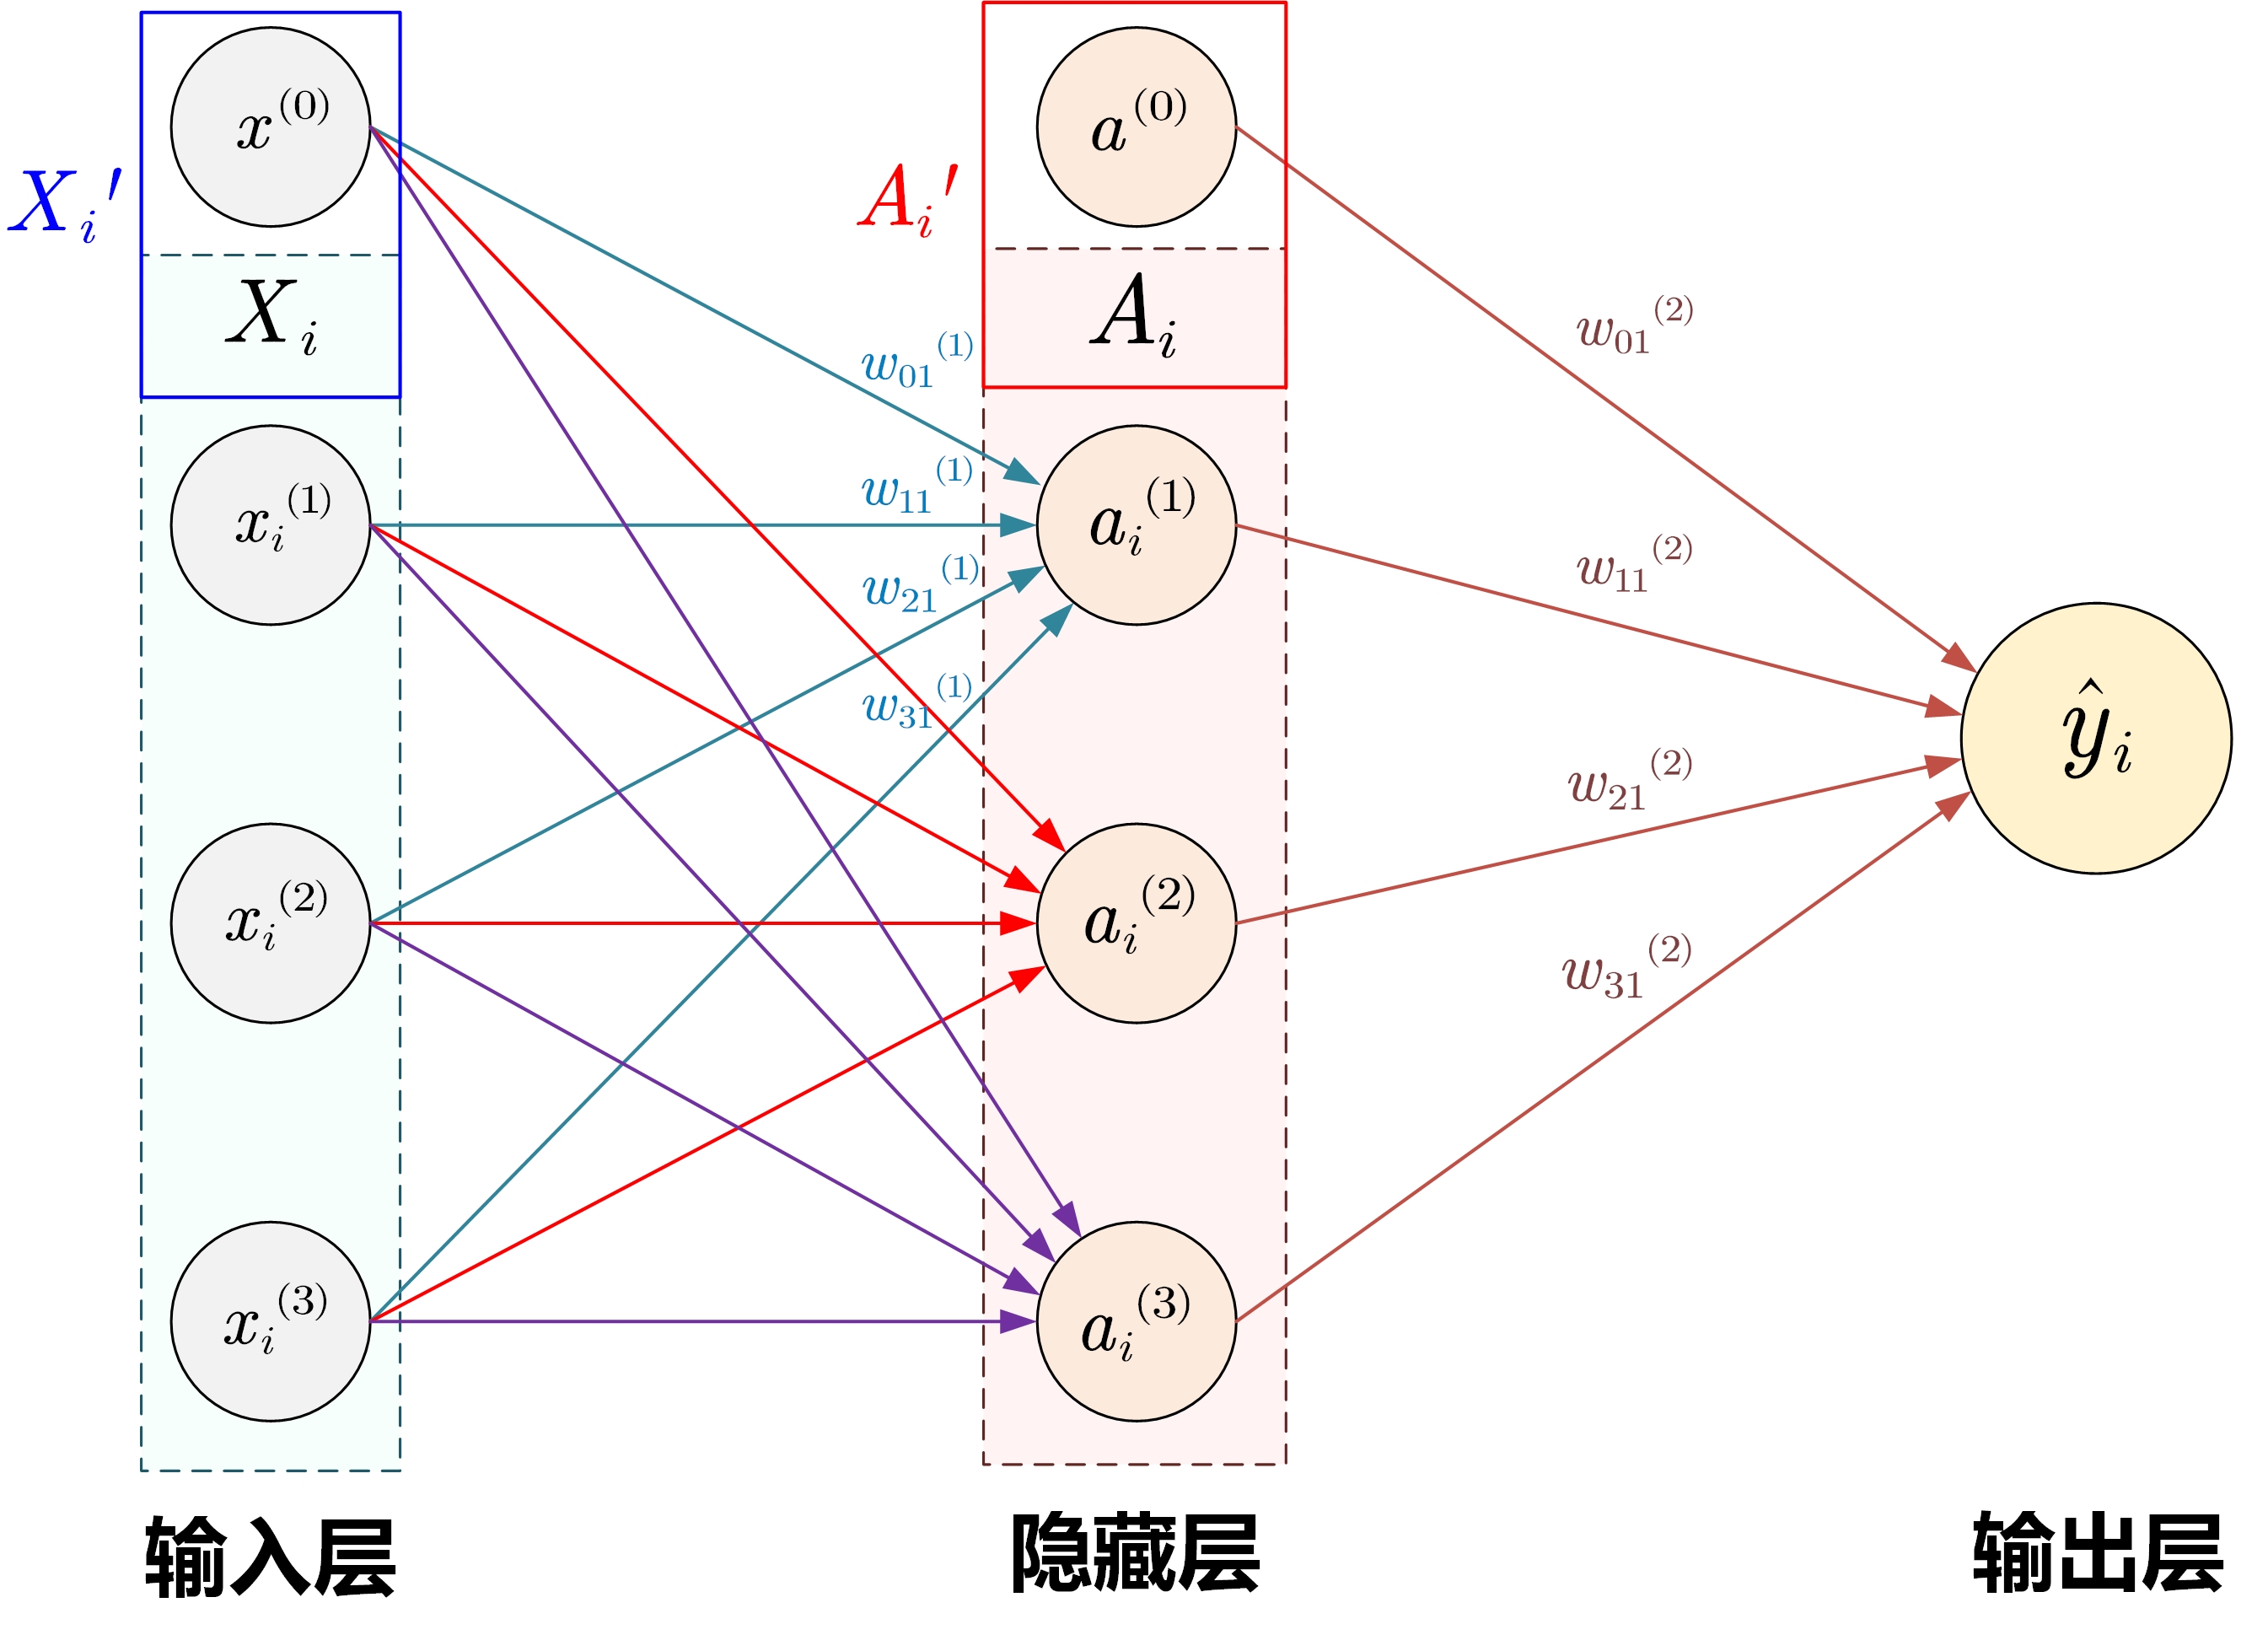 x^{(0)}
a^{(0)}
X_i'
A_i'
X_i
A_i
w_{01}^{(1)}
w_{01}^{(2)}
x_i^{(1)}
w_{11}^{(1)}
a_i^{(1)}
w_{11}^{(2)}
w_{21}^{(1)}
w_{31}^{(1)}
ŷ_i
w_{21}^{(2)}
x_i^{(2)}
a_i^{(2)}
w_{31}^{(2)}
x_i^{(3)}
a_i^{(3)}
输入层
隐藏层
输出层